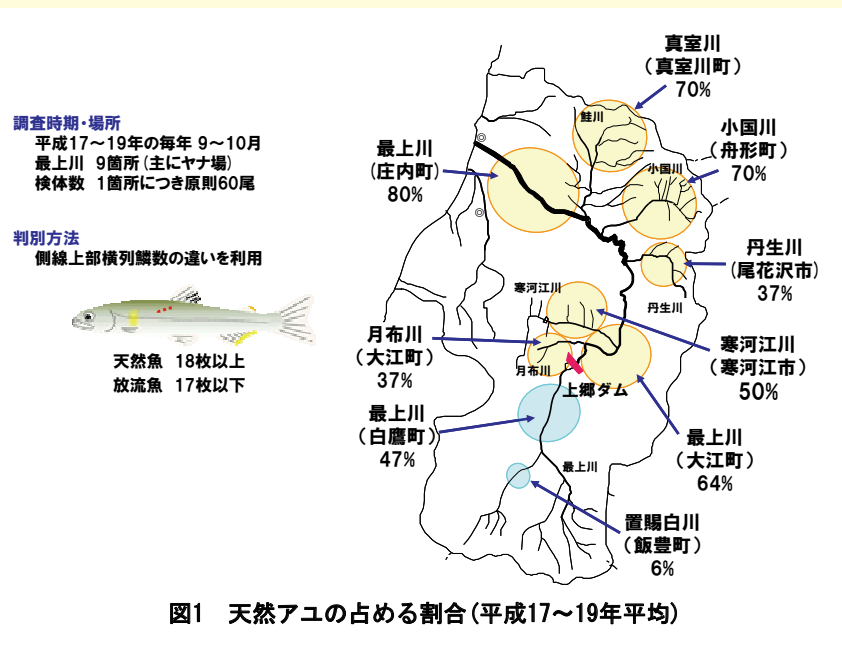 調査時期・場所
平成17～19年の毎年 9～10月
最上川 9箇所(主にヤナ場)
検体数 1箇所につき原則60尾
判別方法
側線上部横列鱗数の違いを利用
天然魚 18枚以上
放流魚 17枚以下
真室川
(真室川町)
70%
鮭川
小国川
(舟形町)
70%
小国川
最上川
(庄内町)
80%
丹生川
(尾花沢市)
37%
丹生川
寒河江川
月布川
(大江町)
37%
月布川
寒河江川
(寒河江市)
50%
上郷ダム
最上川
(白鷹町)
47%
最上川
(大江町)
64%
最上川
置賜白川
(飯豊町)
6%
図1 天然アユの占める割合(平成17～19年平均)